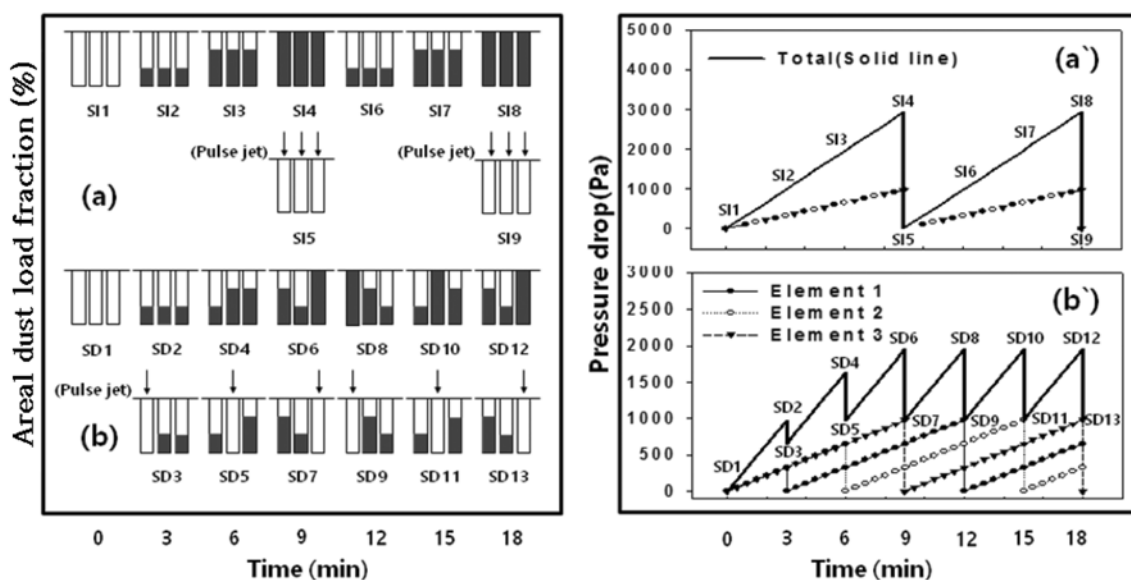 Areal dust load fraction (%)
SI1 SI2 SI3 SI4 SI6 SI7 SI8
(Pulse jet) (Pulse jet)
(a)
SI5 SI9
SD1 SD2 SD4 SD6 SD8 SD10 SD12
(Pulse jet)
(b)
SD3 SD5 SD7 SD9 SD11 SD13
0 3 6 9 12 15 18
Time (min)
Pressure drop(Pa)
5000
4000
3000
2000
1000
0
Total(Solid line)
(a`)
SI1 SI2 SI3 SI4 SI5 SI6 SI7 SI8 SI9
3000
2500
2000
1500
1000
500
0
Element 1
Element 2
Element 3
(b`)
SD1 SD2 SD3 SD4 SD5 SD6 SD7 SD8 SD9 SD10 SD11 SD12 SD13
0 3 6 9 12 15 18
Time (min)